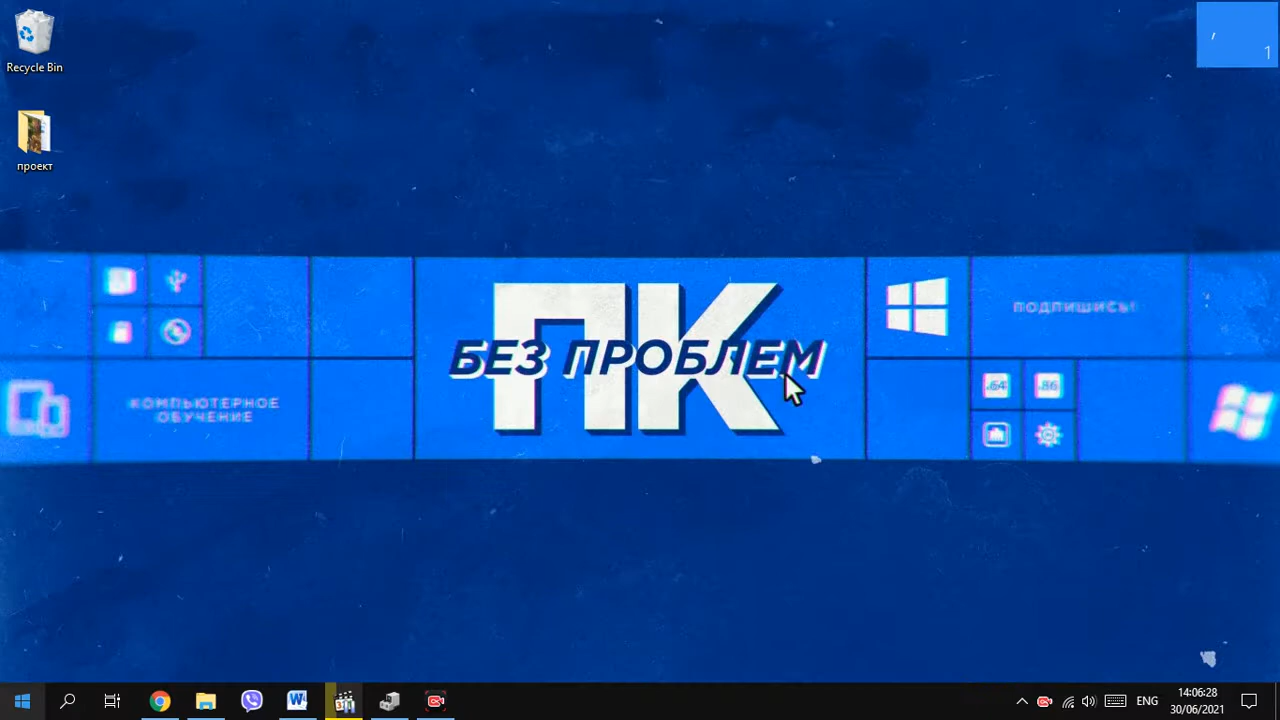 Recycle Bin
проект
1
ПК
БЕЗ ПРОБЛЕМ
ПОДПИШИСЬ!
КОМПЬЮТЕРНОЕ
ОБУЧЕНИЕ
64
86
W
ENG
14:06:28
30/06/2021